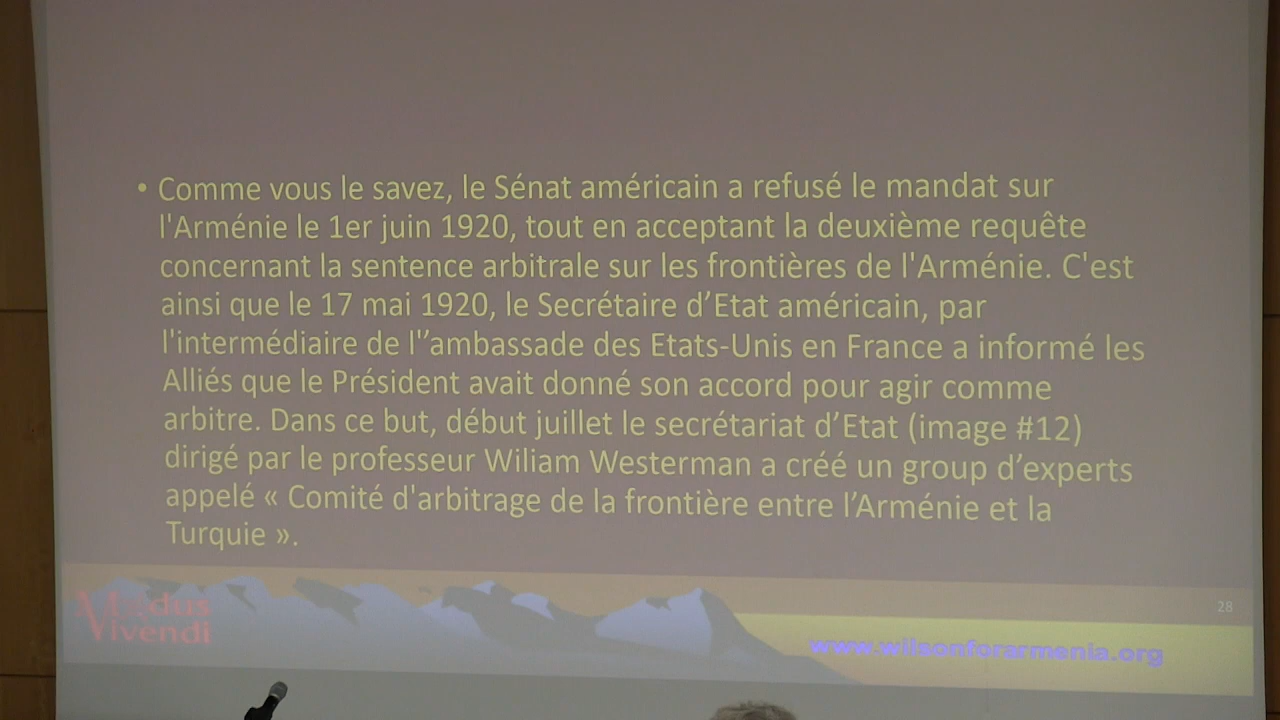 • Comme vous le savez, le Sénat américain a refusé le mandat sur
l'Arménie le 1er juin 1920, tout en acceptant la deuxième requête
concernant la sentence arbitrale sur les frontières de l'Arménie. C'est
ainsi que le 17 mai 1920, le Secrétaire d’Etat américain, par
l'intermédiaire de l'’ambassade des Etats-Unis en France a informé les
Alliés que le Président avait donné son accord pour agir comme
arbitre. Dans ce but, début juillet le secrétariat d’Etat (image #12)
dirigé par le professeur Wiliam Westerman a créé un group d’experts
appelé « Comité d'arbitrage de la frontière entre l’Arménie et la
Turquie ».
28
Modus
Vivendi
www.wilsonforarmenia.org